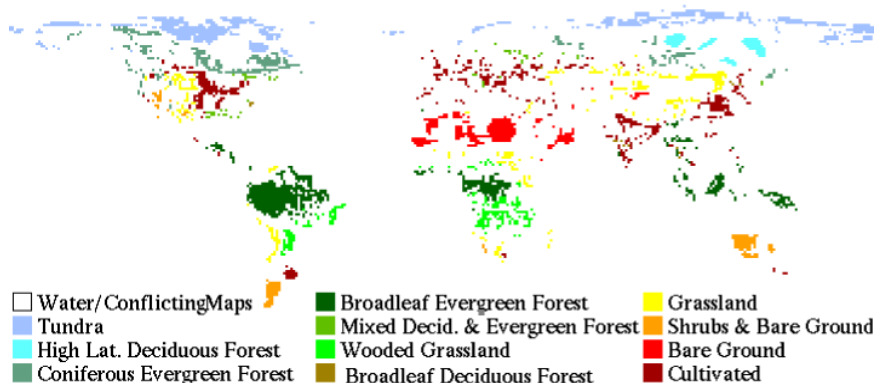 Water/ConflictingMaps
Tundra
High Lat. Deciduous Forest
Coniferous Evergreen Forest
Broadleaf Evergreen Forest
Mixed Decid. & Evergreen Forest
Wooded Grassland
Broadleaf Deciduous Forest
Grassland
Shrubs & Bare Ground
Bare Ground
Cultivated